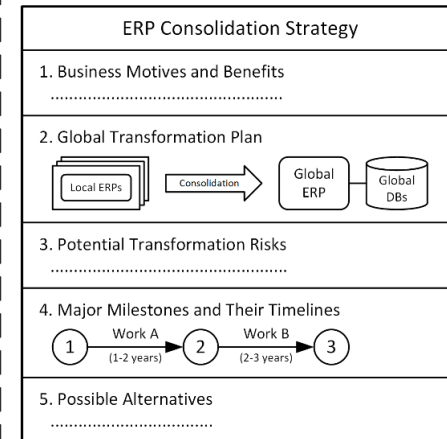 ERP Consolidation Strategy
1. Business Motives and Benefits
................................................
2. Global Transformation Plan
Local ERPs
Consolidation
Global
ERP
Global
DBs
3. Potential Transformation Risks
.................................................
4. Major Milestones and Their Timelines
1
Work A
(1-2 years)
2
Work B
(2-3 years)
3
5. Possible Alternatives
..................................